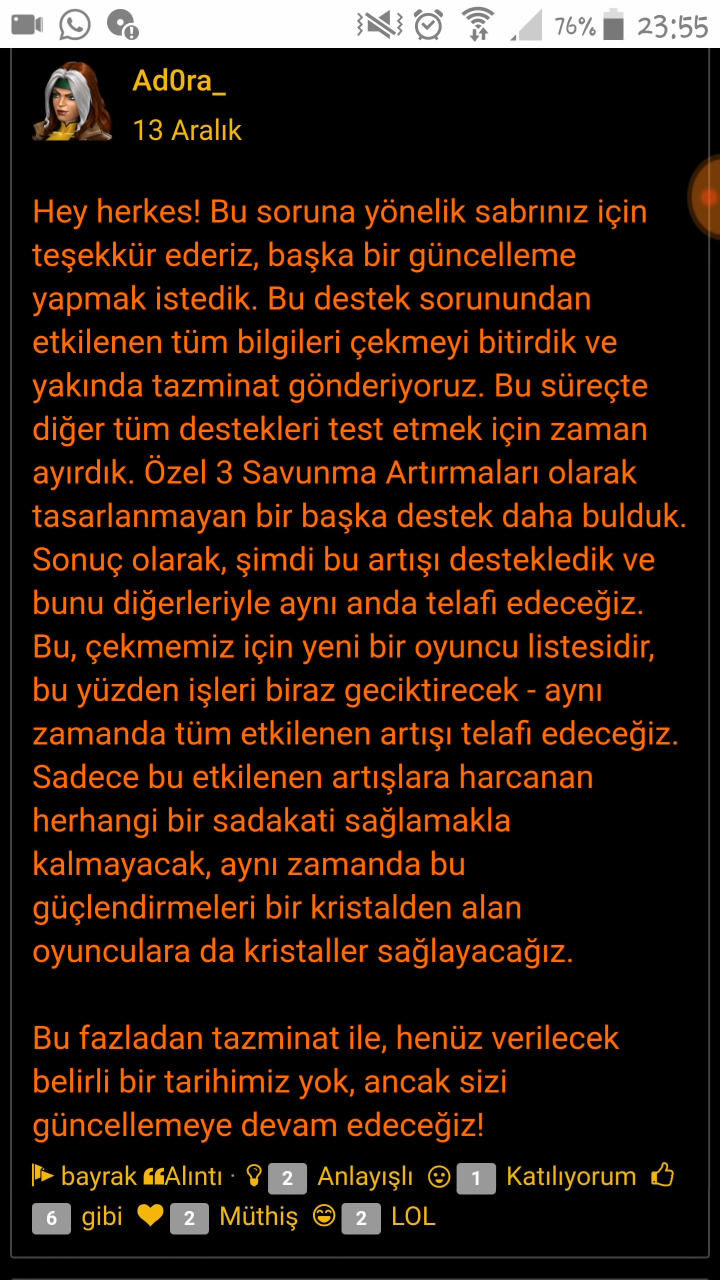 76% 23:55
Ad0ra_
13 Aralık
Hey herkes! Bu soruna yönelik sabrınız için
teşekkür ederiz, başka bir güncelleme
yapmak istedik. Bu destek sorunundan
etkilenen tüm bilgileri çekmeyi bitirdik ve
yakında tazminat gönderiyoruz. Bu süreçte
diğer tüm destekleri test etmek için zaman
ayırdık. Özel 3 Savunma Artırmaları olarak
tasarlanmayan bir başka destek daha bulduk.
Sonuç olarak, şimdi bu artışı destekledik ve
bunu diğerleriyle aynı anda telafi edeceğiz.
Bu, çekmemiz için yeni bir oyuncu listesidir,
bu yüzden işleri biraz geciktirecek - aynı
zamanda tüm etkilenen artışı telafi edeceğiz.
Sadece bu etkilenen artışlara harcanan
herhangi bir sadakati sağlamakla
kalmayacak, aynı zamanda bu
güçlendirmeleri bir kristalden alan
oyunculara da kristaller sağlayacağız.
Bu fazladan tazminat ile, henüz verilecek
belirli bir tarihimiz yok, ancak sizi
güncellemeye devam edeceğiz!
bayrak Alıntı · 2 Anlayışlı 1 Katılıyorum
6 gibi 2 Müthiş 2 LOL